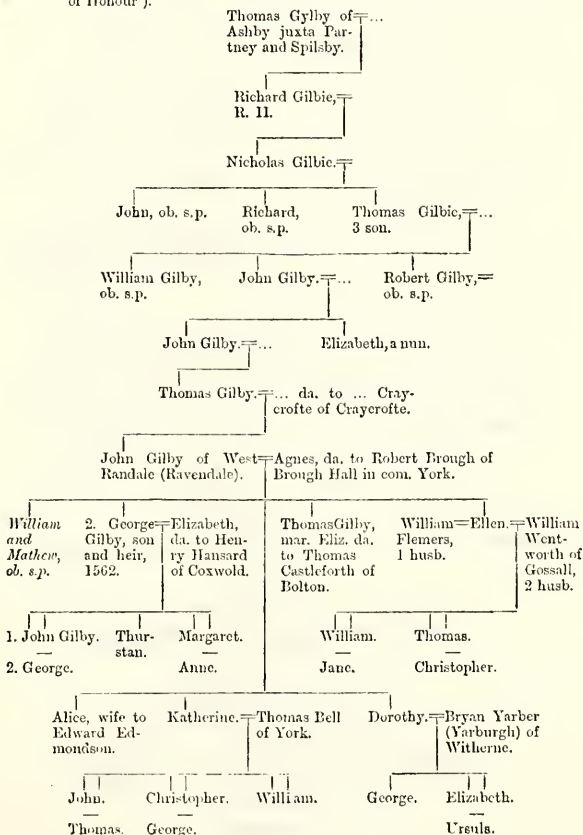 of Honour").
Thomas Gylby of=...
Ashby juxta Par-
tney and Spilsby.
Richard Gilbie,=
R. 11.
Nicholas Gilbie.=
John, ob. s.p.
Richard,
ob. s.p.
Thomas Gilbie,=...
3 son.
William Gilby,
ob. s.p.
John Gilby.=...
Robert Gilby,=
ob. s.p.
John Gilby.=...
Elizabeth, a nun.
Thomas Gilby.=... da. to ... Cray-
crofte of Craycrofte.
John Gilby of West=Agnes, da. to Robert Brough of
Randale (Ravendale). Brough Hall in com. York.
William
and
Mathew,
ob. s.p.
2. George=Elizabeth,
Gilby, son da. to Hen-
and heir, ry Hansard
1562. of Coxwold.
Thomas Gilby,
mar. Eliz. da.
to Thomas
Castleforth of
Bolton.
William=Ellen.=William
Flemers, Went-
1 husb. worth of
Gossall,
2 husb.
1. John Gilby.
—
2. George.
Thur-
stan.
Margaret.
—
Anne.
William.
—
Jane.
Thomas.
—
Christopher.
Alice, wife to
Edward Ed-
mondson.
Katherine.=Thomas Bell
of York.
Dorothy.=Bryan Yarber
(Yarburgh) of
Witherne.
John.
—
Thomas.
Christopher.
—
George.
William.
George.
Elizabeth.
—
Ursula.